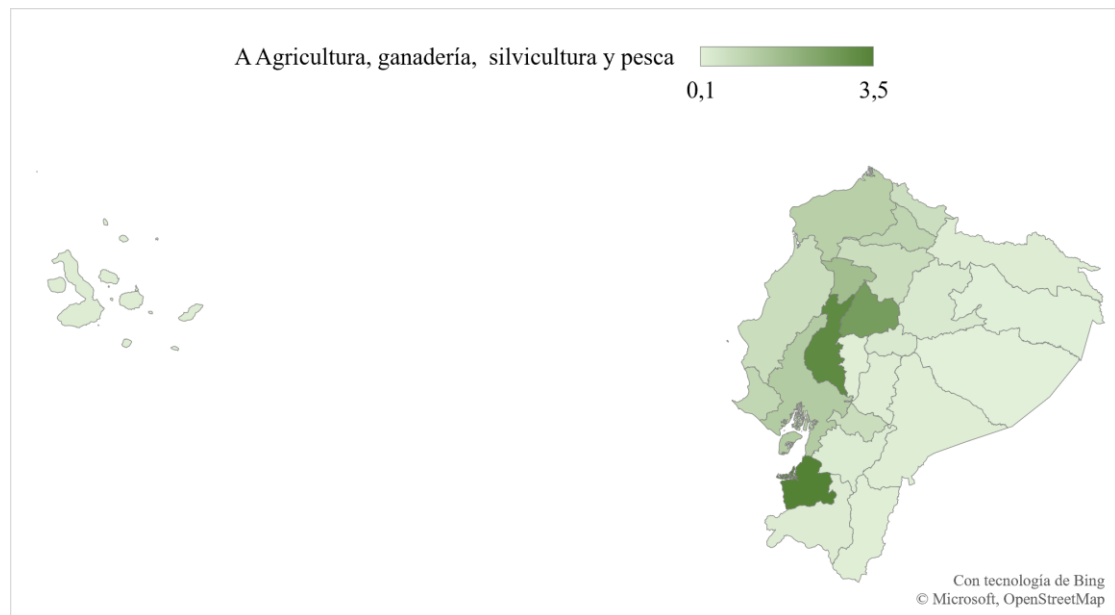 A Agricultura, ganadería, silvicultura y pesca
0,1 3,5
Con tecnología de Bing
© Microsoft, OpenStreetMap